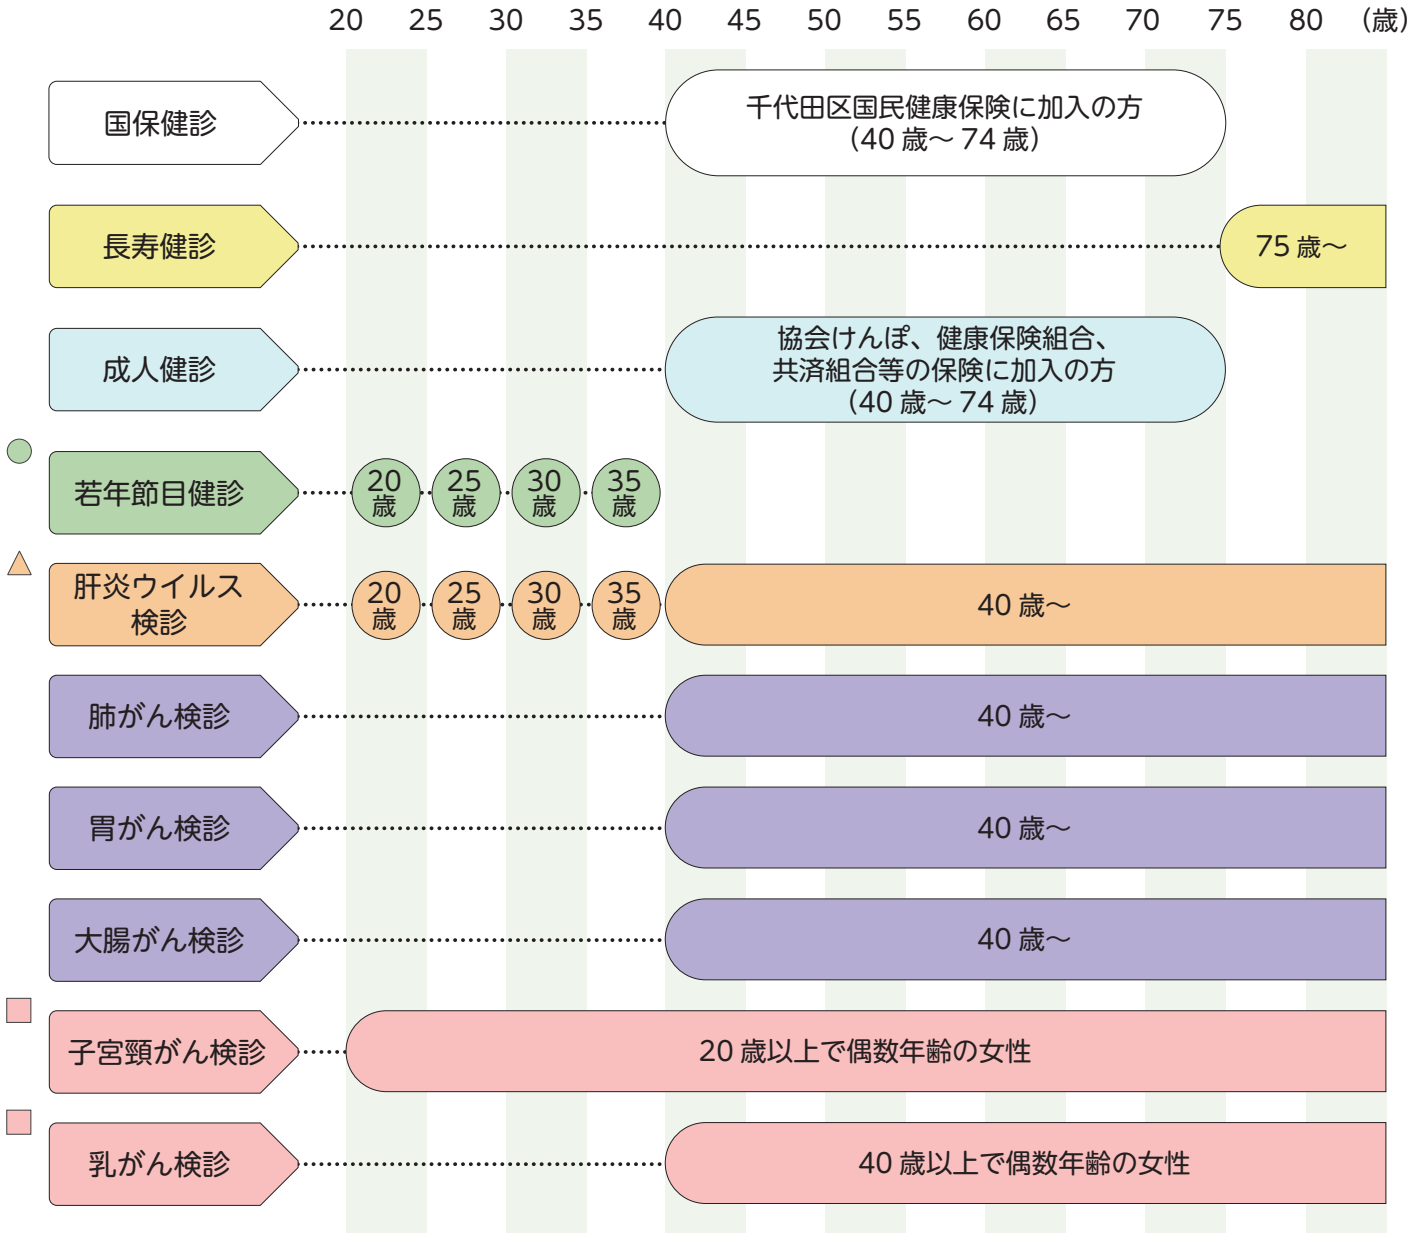 20 25 30 35 40 45 50 55 60 65 70 75 80 (歳)
国保健診
千代田区国民健康保険に加入の方
(40 歳～ 74 歳)
長寿健診
75 歳～
成人健診
協会けんぽ、健康保険組合、
共済組合等の保険に加入の方
(40 歳～ 74 歳)
若年節目健診
20
歳
25
歳
30
歳
35
歳
肝炎ウイルス
検診
20
歳
25
歳
30
歳
35
歳
40 歳～
肺がん検診
40 歳～
胃がん検診
40 歳～
大腸がん検診
40 歳～
子宮頸がん検診
20 歳以上で偶数年齢の女性
乳がん検診
40 歳以上で偶数年齢の女性